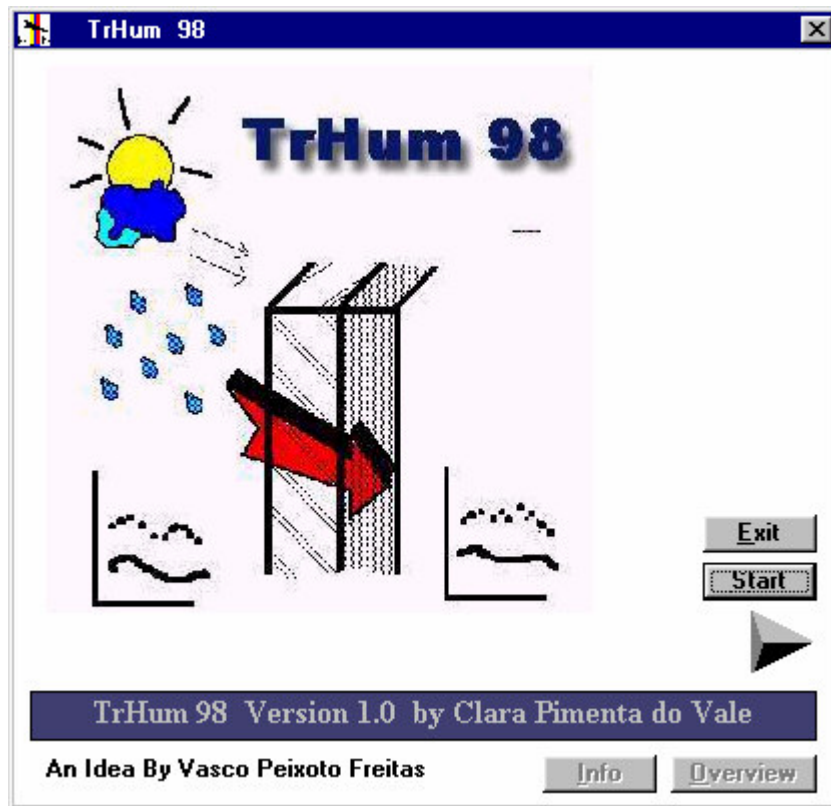 TrHum 98
TrHum 98
Exit
Start
TrHum 98 Version 1.0 by Clara Pimenta do Vale
An Idea By Vasco Peixoto Freitas
Info
Overview